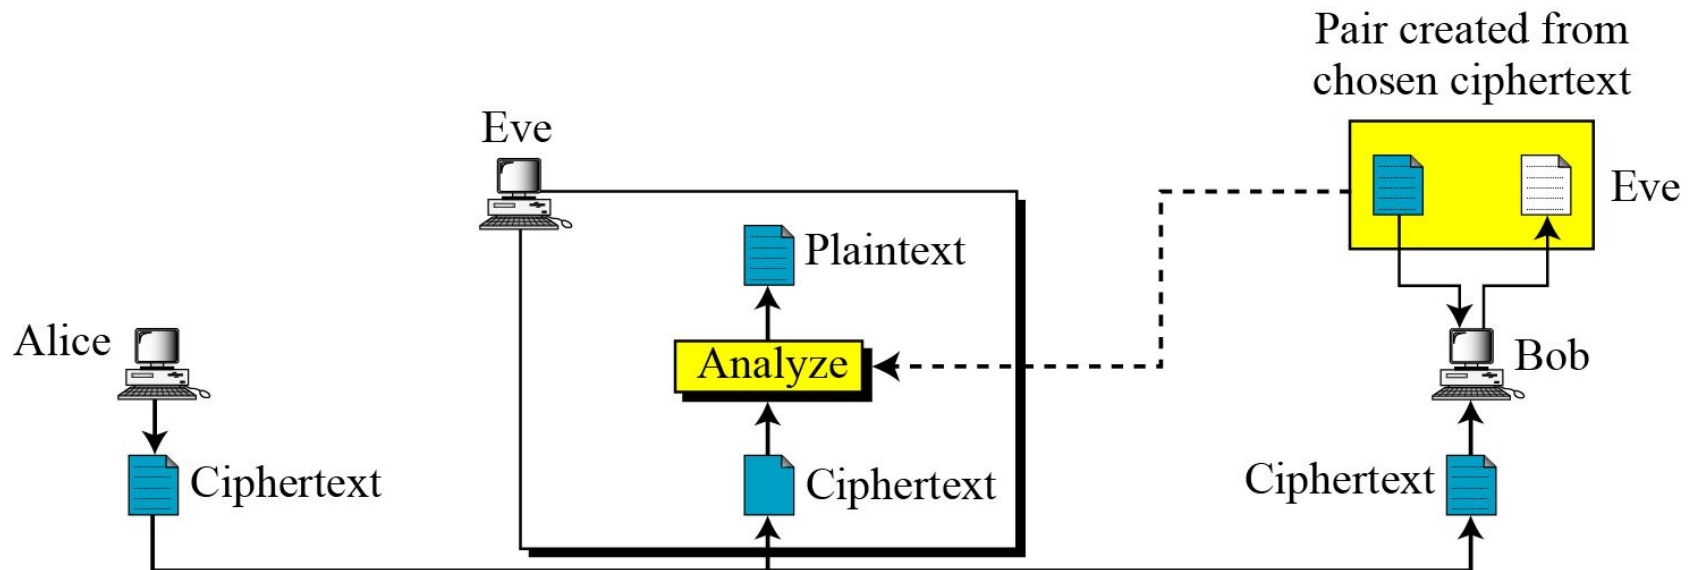 Pair created from
chosen ciphertext
Eve
Eve
Plaintext
Alice
Analyze
Bob
Ciphertext
Ciphertext
Ciphertext